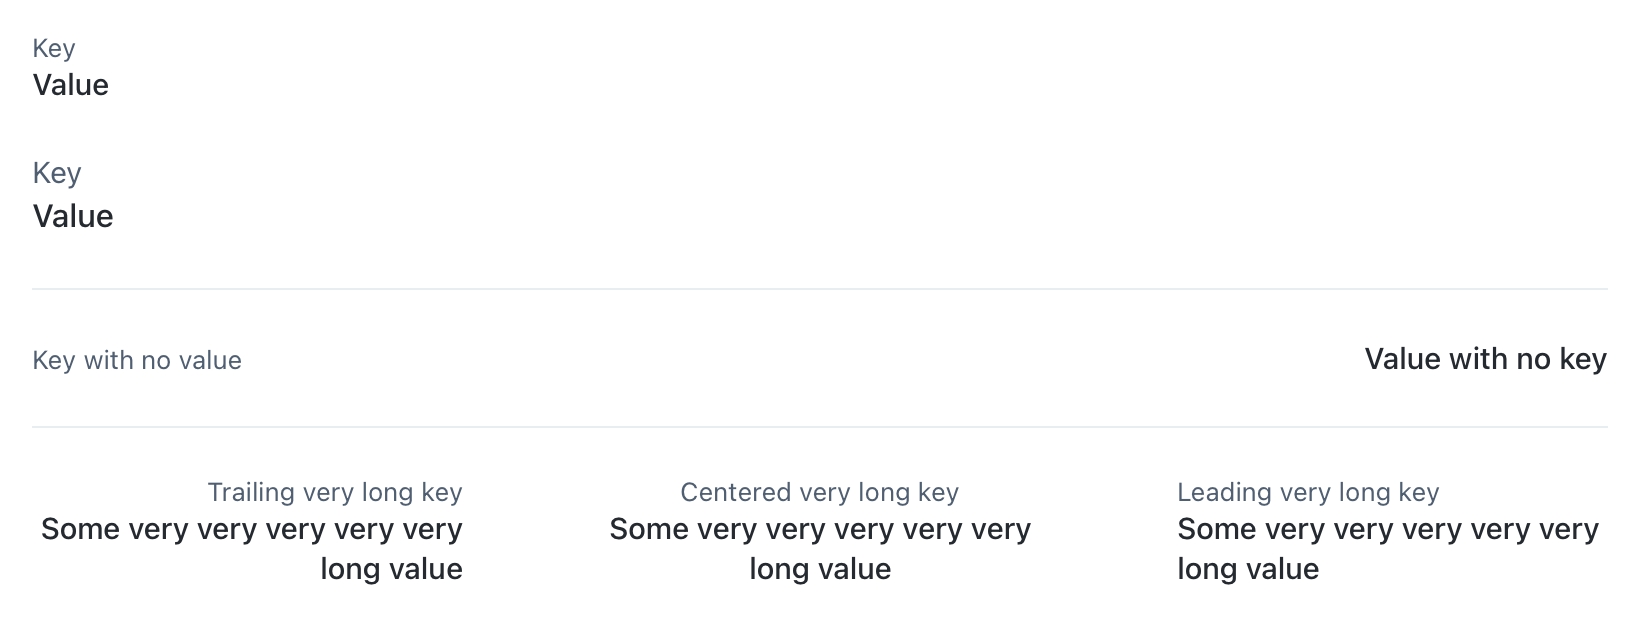 Key
Value
Key
Value
Key with no value
Value with no key
Trailing very long key
Some very very very very very
long value
Centered very long key
Some very very very very very
long value
Leading very long key
Some very very very very very
long value